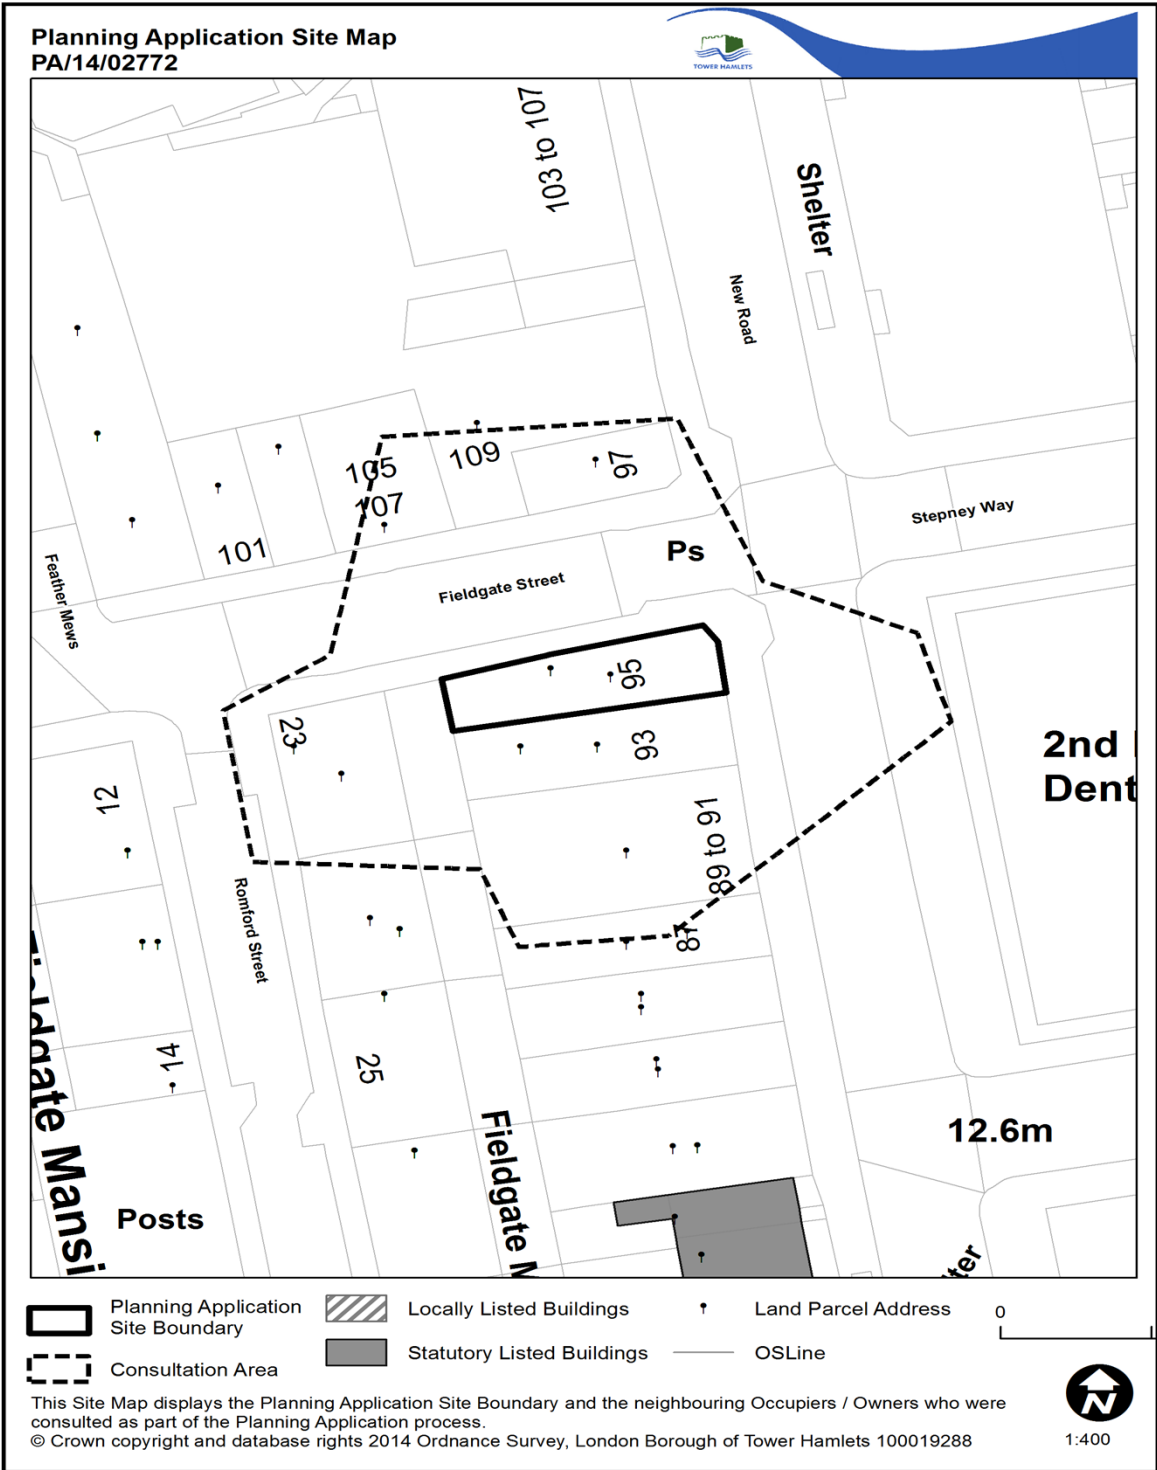 Planning Application Site Map
PA/14/02772
TOWER HAMLETS
103 to 107
Shelter
New Road
105
109
97
107
101
Stepney Way
Feather Mews
Fieldgate Street
Ps
95
23
93
2nd
Dent
12
89 to 91
Romford Street
87
Fieldgate Mansi
14
25
Fieldgate M
12.6m
Posts
lter
Planning Application
Site Boundary
Locally Listed Buildings
Land Parcel Address
0
Consultation Area
Statutory Listed Buildings
OSLine
This Site Map displays the Planning Application Site Boundary and the neighbouring Occupiers / Owners who were
consulted as part of the Planning Application process.
© Crown copyright and database rights 2014 Ordnance Survey, London Borough of Tower Hamlets 100019288
N
1:400